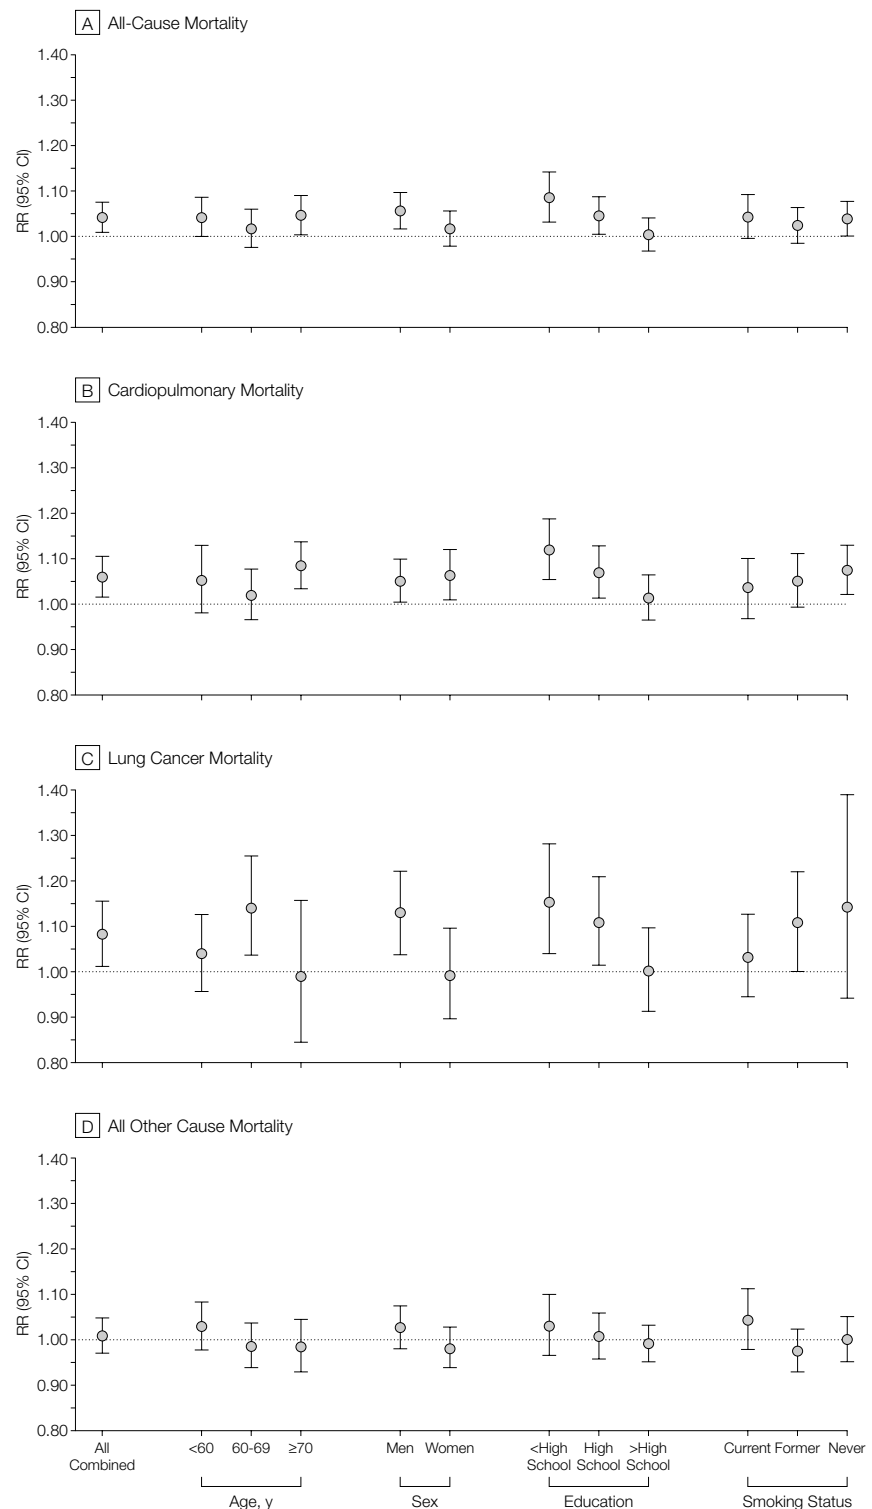 A All-Cause Mortality
1.40
1.30
1.20
1.10
1.00
0.90
0.80
RR (95% CI)
B Cardiopulmonary Mortality
1.40
1.30
1.20
1.10
1.00
0.90
0.80
RR (95% CI)
C Lung Cancer Mortality
1.40
1.30
1.20
1.10
1.00
0.90
0.80
RR (95% CI)
D All Other Cause Mortality
1.40
1.30
1.20
1.10
1.00
0.90
0.80
RR (95% CI)
All <60 60-69 ≥70 Men Women <High High >High Current Former Never
Combined School School School
Age, y Sex Education Smoking Status